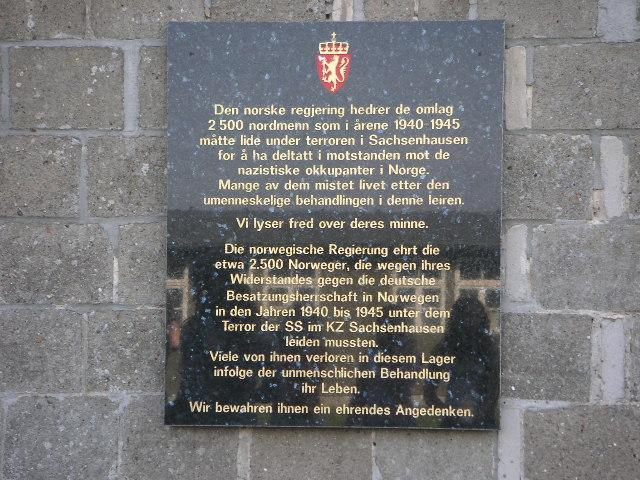 Den norske regjering hedrer de omlag
2 500 nordmenn som i årene 1940-1945
måtte lide under terroren i Sachsenhausen
for å ha deltatt i motstanden mot de
nazistiske okkupanter i Norge.
Mange av dem mistet livet etter den
umenneskelige behandlingen i denne leiren.
Vi lyser fred over deres minne.
Die norwegische Regierung ehrt die
etwa 2.500 Norweger, die wegen ihres
Widerstandes gegen die deutsche
Besatzungsherrschaft in Norwegen
in den Jahren 1940 bis 1945 unter dem
Terror der SS im KZ Sachsenhausen
leiden mussten.
Viele von ihnen verloren in diesem Lager
infolge der unmenschlichen Behandlung
ihr Leben.
Wir bewahren ihnen ein ehrendes Angedenken.